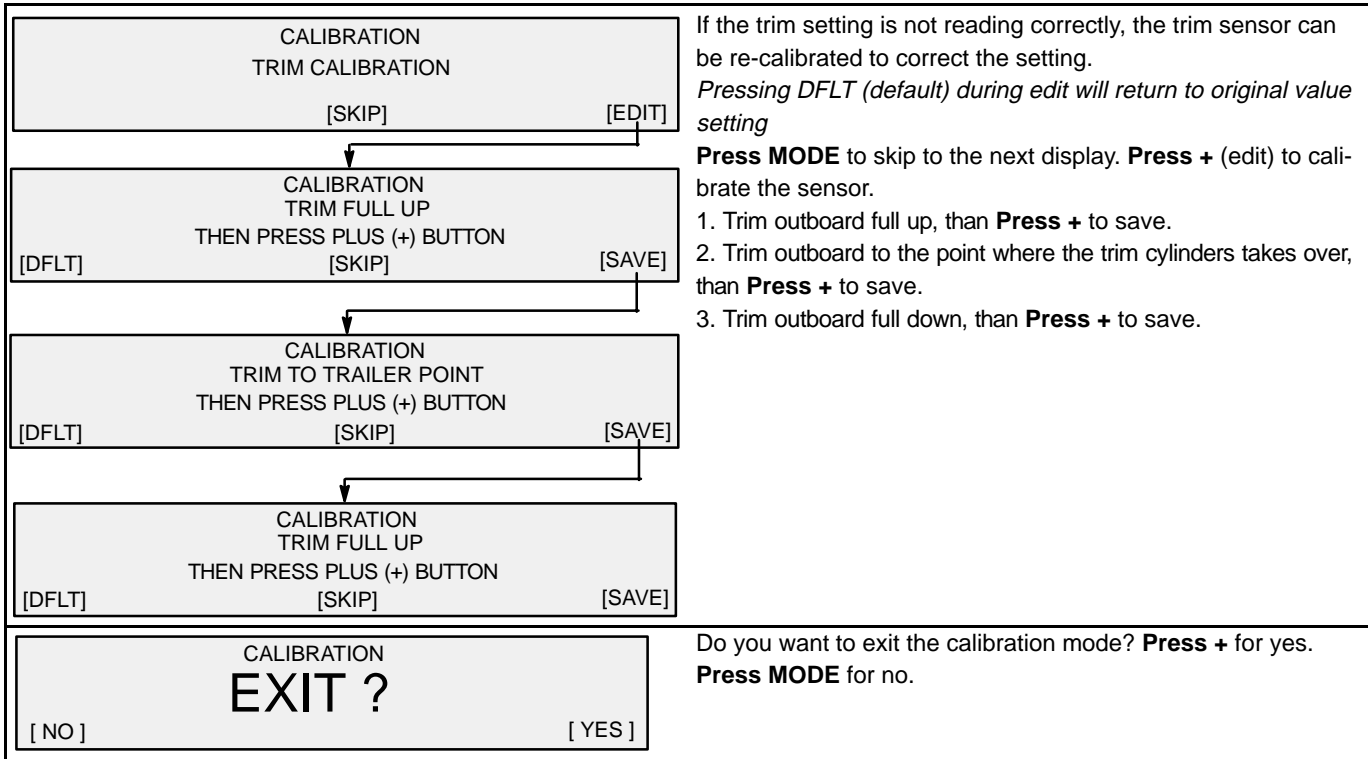 CALIBRATION
TRIM CALIBRATION
[SKIP] [EDIT]
CALIBRATION
TRIM FULL UP
THEN PRESS PLUS (+) BUTTON
[DFLT] [SKIP] [SAVE]
CALIBRATION
TRIM TO TRAILER POINT
THEN PRESS PLUS (+) BUTTON
[DFLT] [SKIP] [SAVE]
CALIBRATION
TRIM FULL UP
THEN PRESS PLUS (+) BUTTON
[DFLT] [SKIP] [SAVE]
If the trim setting is not reading correctly, the trim sensor can
be re-calibrated to correct the setting.
Pressing DFLT (default) during edit will return to original value
setting
Press MODE to skip to the next display. Press + (edit) to cali-
brate the sensor.
1. Trim outboard full up, than Press + to save.
2. Trim outboard to the point where the trim cylinders takes over,
than Press + to save.
3. Trim outboard full down, than Press + to save.
CALIBRATION
EXIT ?
[ NO ] [ YES ]
Do you want to exit the calibration mode? Press + for yes.
Press MODE for no.